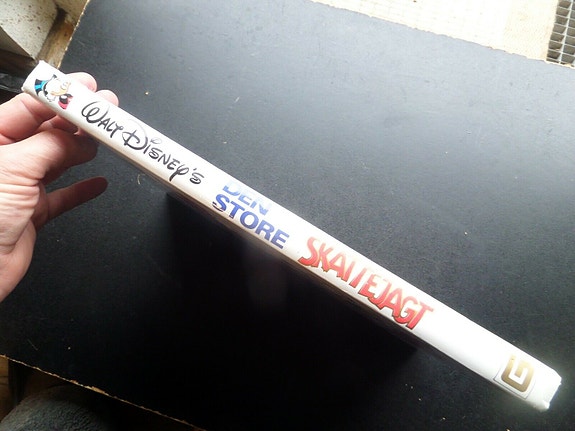 WALT DISNEY'S
DEN
STORE
SKATTEJAGT
G